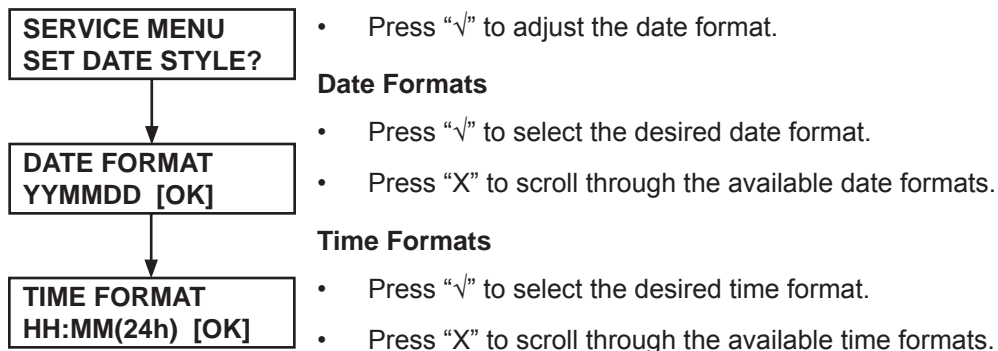 SERVICE MENU
SET DATE STYLE?
• Press “√” to adjust the date format.
Date Formats
DATE FORMAT
YYMMDD [OK]
• Press “√” to select the desired date format.
• Press “X” to scroll through the available date formats.
Time Formats
TIME FORMAT
HH:MM(24h) [OK]
• Press “√” to select the desired time format.
• Press “X” to scroll through the available time formats.